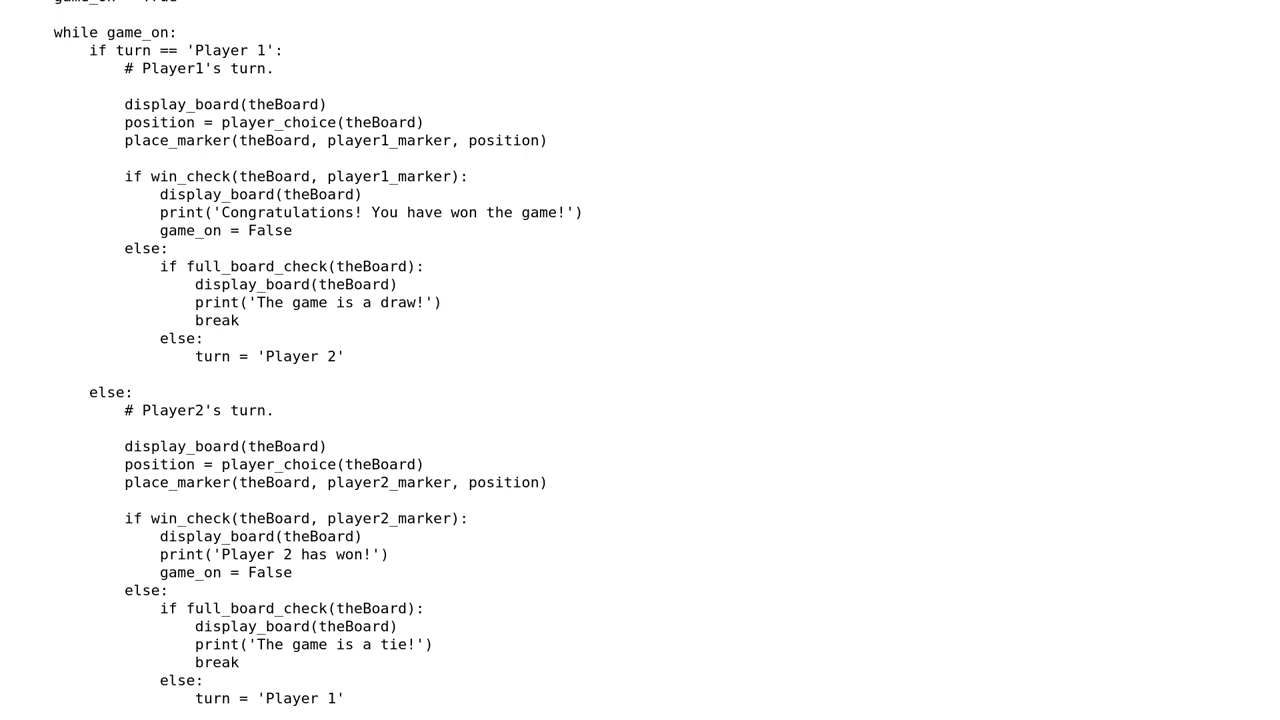 while game_on:
    if turn == 'Player 1':
        # Player1's turn.

        display_board(theBoard)
        position = player_choice(theBoard)
        place_marker(theBoard, player1_marker, position)

        if win_check(theBoard, player1_marker):
            display_board(theBoard)
            print('Congratulations! You have won the game!')
            game_on = False
        else:
            if full_board_check(theBoard):
                display_board(theBoard)
                print('The game is a draw!')
                break
            else:
                turn = 'Player 2'

    else:
        # Player2's turn.

        display_board(theBoard)
        position = player_choice(theBoard)
        place_marker(theBoard, player2_marker, position)

        if win_check(theBoard, player2_marker):
            display_board(theBoard)
            print('Player 2 has won!')
            game_on = False
        else:
            if full_board_check(theBoard):
                display_board(theBoard)
                print('The game is a tie!')
                break
            else:
                turn = 'Player 1'